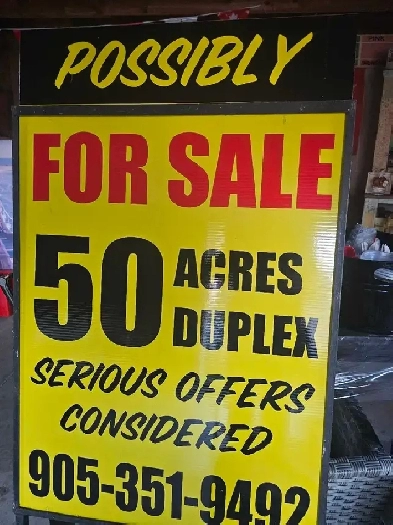 POSSIBLY
FOR SALE
50 ACRES
DUPLEX
SERIOUS OFFERS
CONSIDERED
905-351-9492